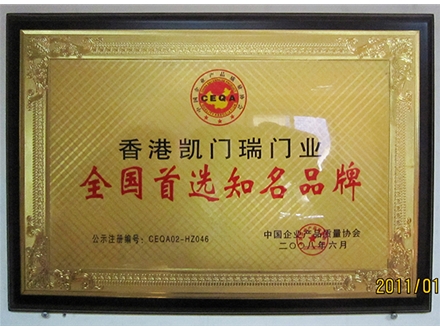 CEQA
香港凯门瑞门业
全国首选知名品牌
公示注册编号：CEQA02-HZ046
中国企业产品质量协会
二〇〇八年六月
2011/01